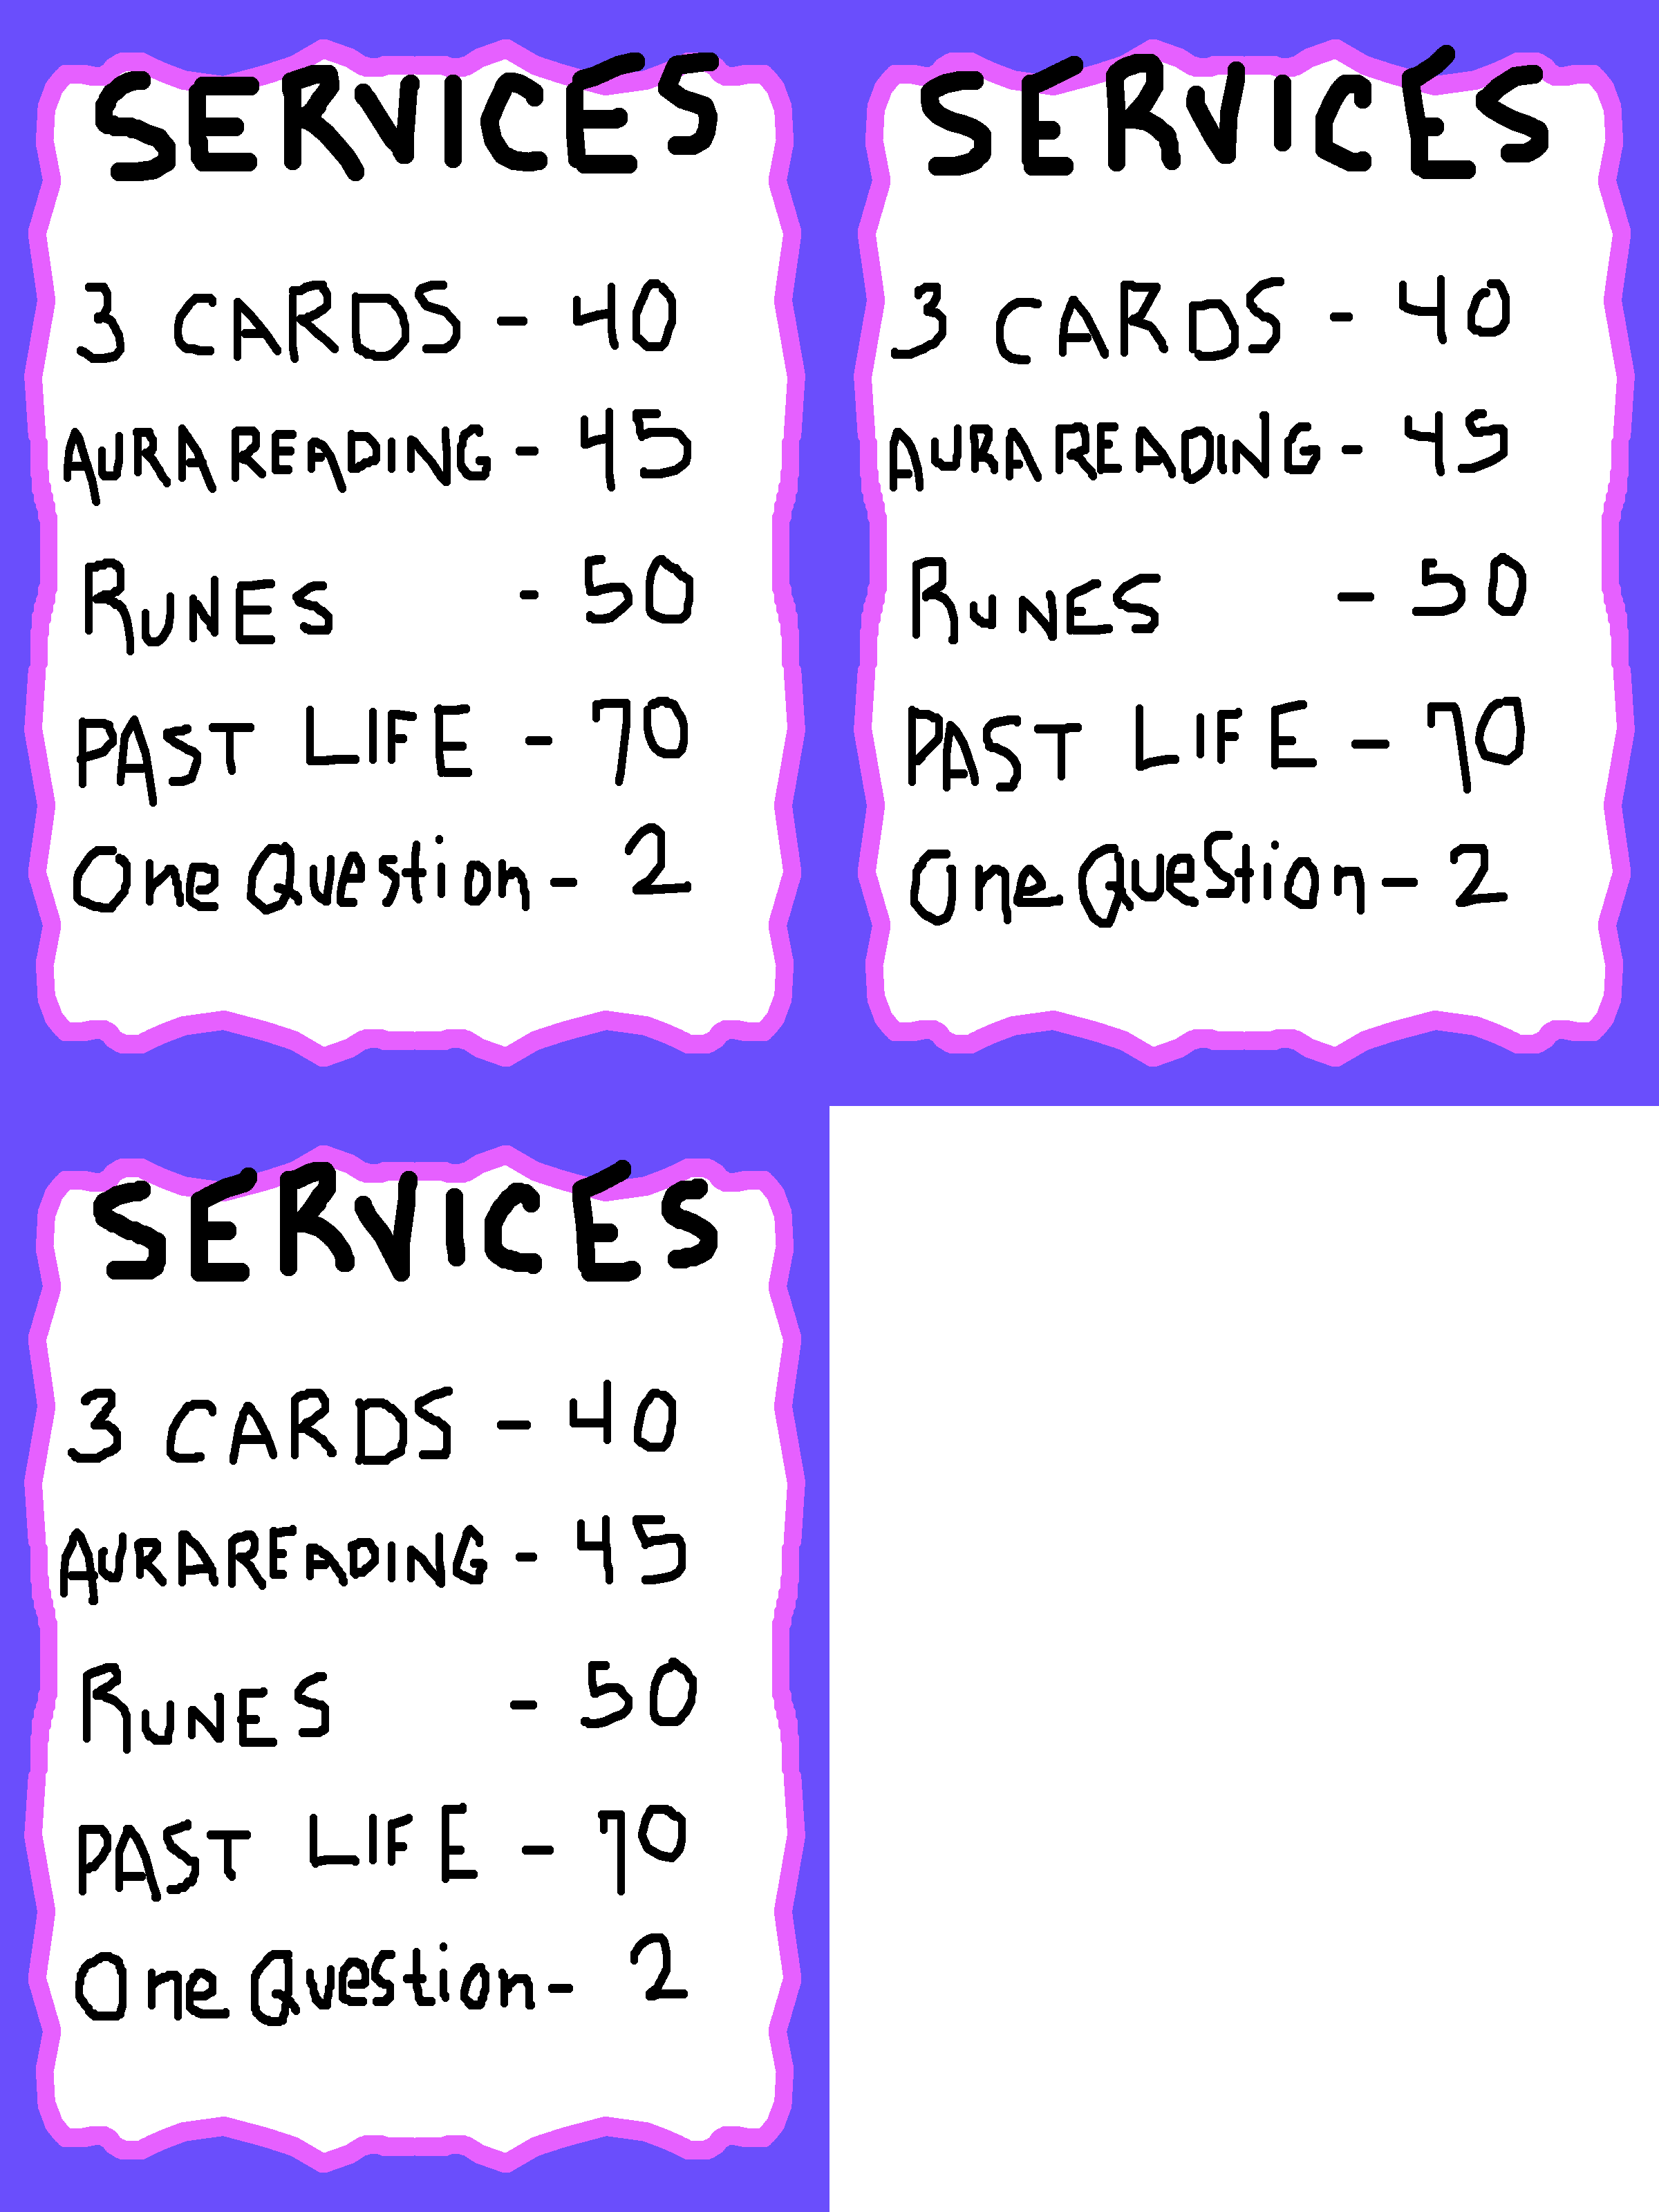 SERVICES
3 CARDS - 40
AURA READING - 45
RUNES - 50
PAST LIFE - 70
One Question - 2
SERVICES
3 CARDS - 40
AURA READING - 45
RUNES - 50
PAST LIFE - 70
One Question - 2
SERVICES
3 CARDS - 40
AURA READING - 45
RUNES - 50
PAST LIFE - 70
One Question - 2